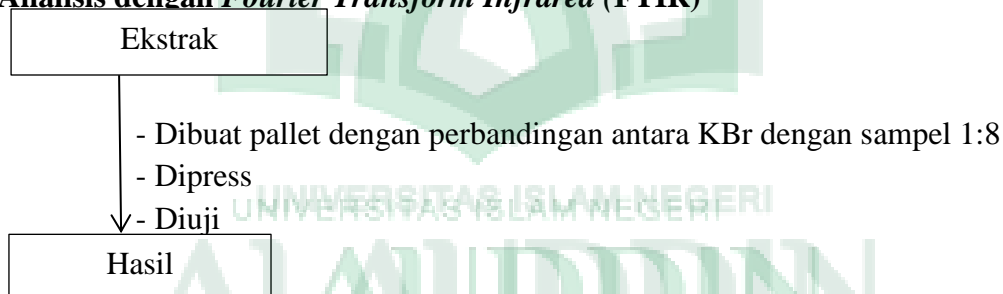 Analisis dengan Fourier Transform Infrared (FTIR)
Ekstrak
- Dibuat pallet dengan perbandingan antara KBr dengan sampel 1:8
- Dipress
UNIVERSITAS ISLAM NEGERI
- Diuji
Hasil